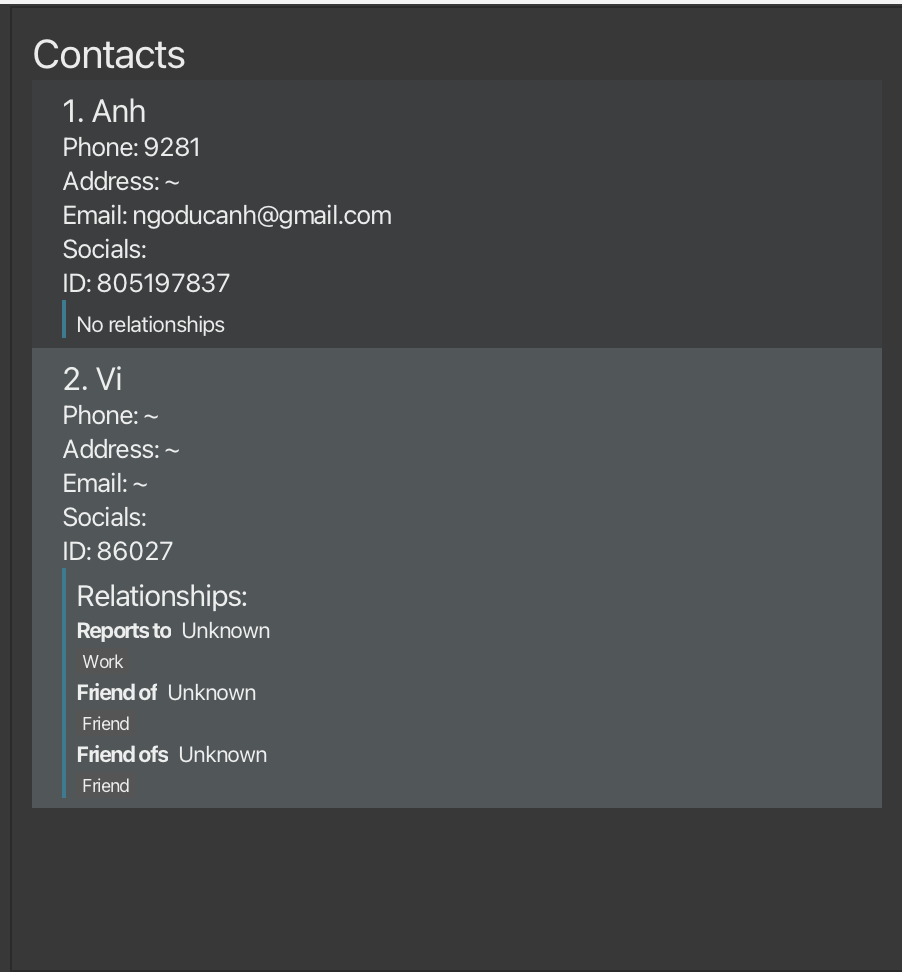 Contacts
1. Anh
Phone: 9281
Address: ~
Email: ngoducanh@gmail.com
Socials:
ID: 805197837
No relationships
2. Vi
Phone: ~
Address: ~
Email: ~
Socials:
ID: 86027
Relationships:
Reports to Unknown
Work
Friend of Unknown
Friend
Friend ofs Unknown
Friend